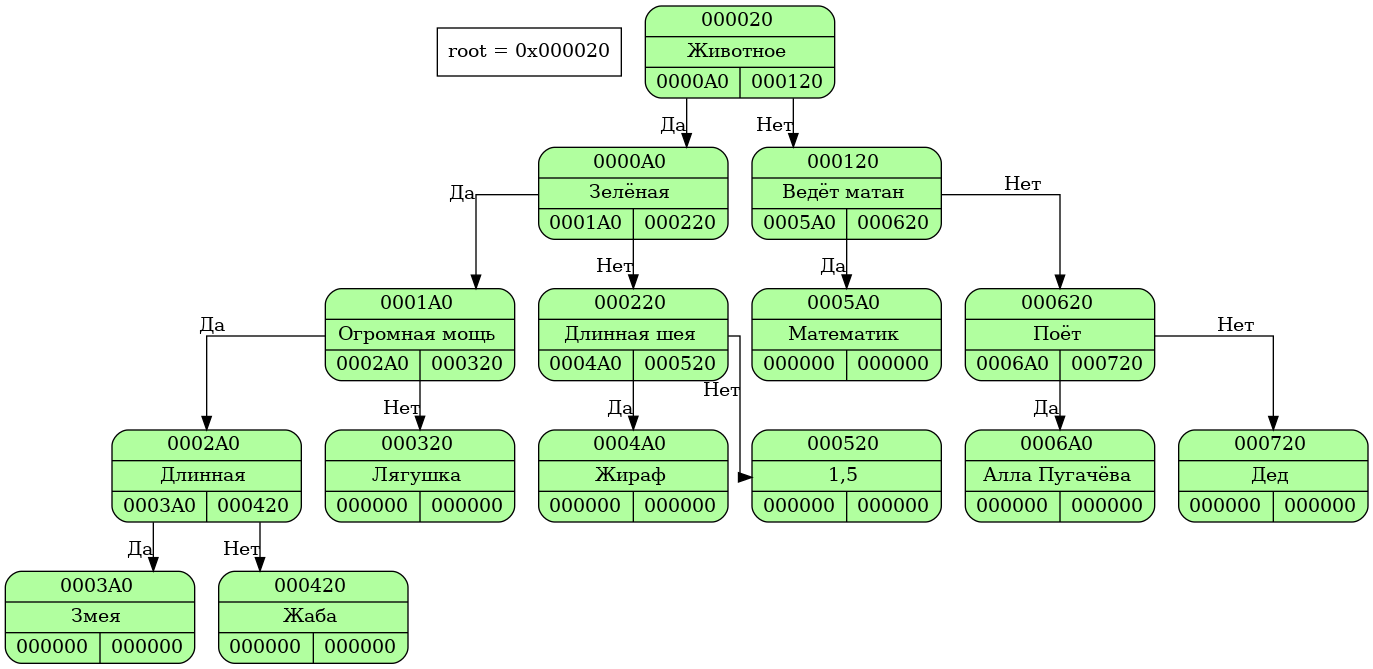 000020
root = 0x000020
Животное
0000A0 000120
Да Нет
0000A0 000120
Да Зелёная Ведёт матан Нет
0001A0 000220 0005A0 000620
Нет Да
0001A0 000220 0005A0 000620
Да Огромная мощь Длинная шея Математик Поёт Нет
0002A0 000320 0004A0 000520 000000 000000 0006A0 000720
Нет Да Нет Да
0002A0 000320 0004A0 000520 0006A0 000720
Длинная Лягушка Жираф 1,5 Алла Пугачёва Дед
0003A0 000420 000000 000000 000000 000000 000000 000000 000000 000000 000000 000000
Да Нет
0003A0 000420
Змея Жаба
000000 000000 000000 000000